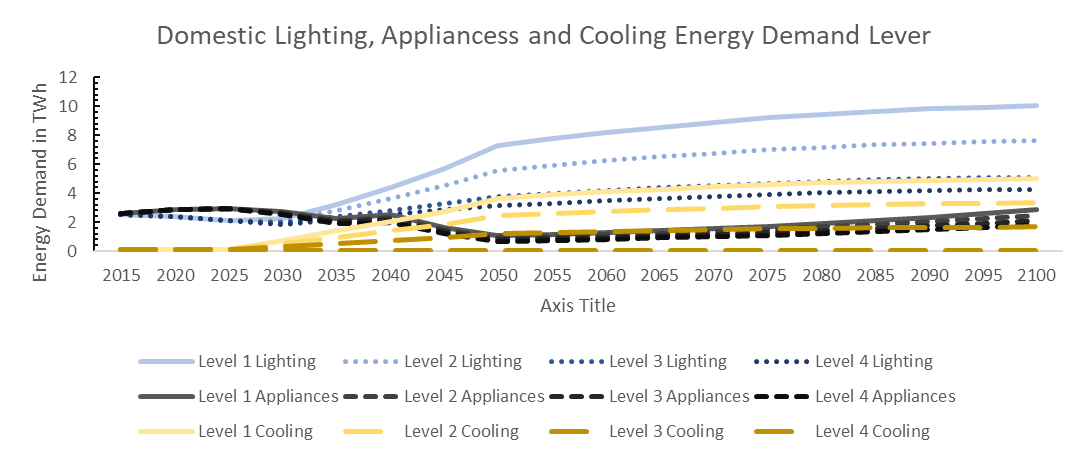 Domestic Lighting, Appliancess and Cooling Energy Demand Lever
Energy Demand in TWh
12
10
8
6
4
2
0
2015 2020 2025 2030 2035 2040 2045 2050 2055 2060 2065 2070 2075 2080 2085 2090 2095 2100
Axis Title
Level 1 Lighting Level 2 Lighting Level 3 Lighting Level 4 Lighting
Level 1 Appliances Level 2 Appliances Level 3 Appliances Level 4 Appliances
Level 1 Cooling Level 2 Cooling Level 3 Cooling Level 4 Cooling